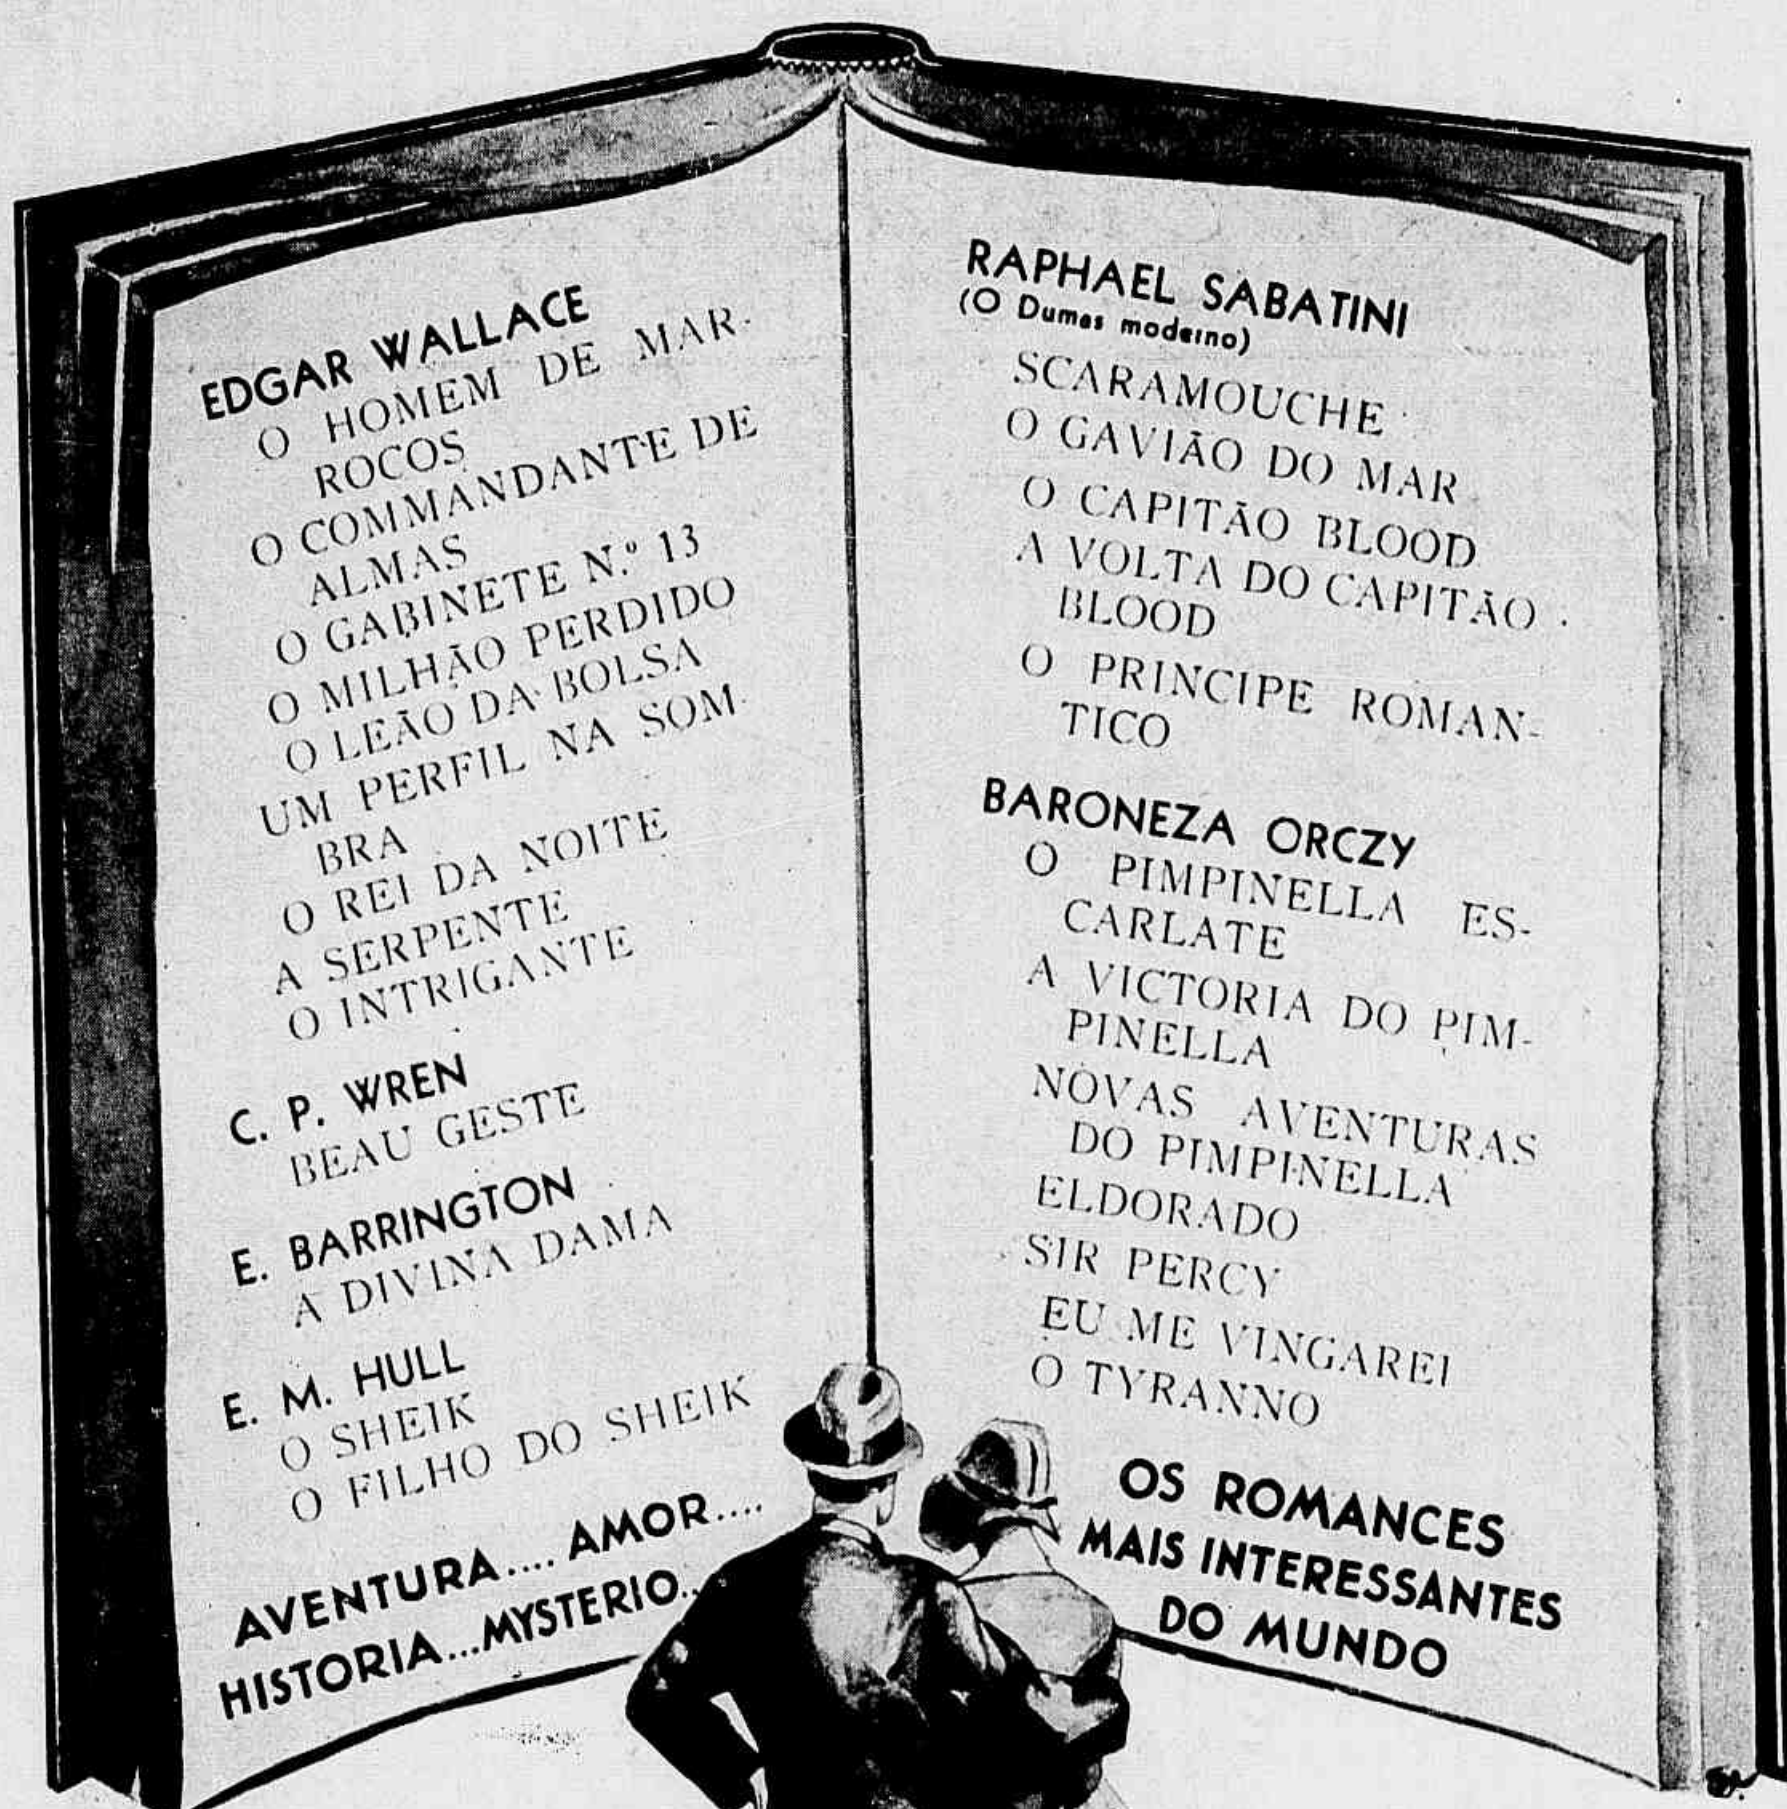 EDGAR WALLACE
O HOMEM DE MAR-
ROCOS
O COMMANDANTE DE
ALMAS
O GABINETE N.º 13
O MILHÃO PERDIDO
O LEÃO DA BOLSA
UM PERFIL NA SOM-
BRA
O REI DA NOITE
A SERPENTE
O INTRIGANTE
C. P. WREN
BEAU GESTE
E. BARRINGTON
A DIVINA DAMA
E. M. HULL
O SHEIK
O FILHO DO SHEIK
AVENTURA.... AMOR....
HISTORIA...MYSTERIO..
RAPHAEL SABATINI
(O Dumas moderno)
SCARAMOUCHE
O GAVIÃO DO MAR
O CAPITÃO BLOOD
A VOLTA DO CAPITÃO
BLOOD
O PRINCIPE ROMAN-
TICO
BARONEZA ORCZY
O PIMPINELLA ES-
CARLATE
A VICTORIA DO PIM-
PINELLA
NOVAS AVENTURAS
DO PIMPINELLA
ELDORADO
SIR PERCY
EU ME VINGAREI
O TYRANNO
OS ROMANCES
MAIS INTERESSANTES
DO MUNDO